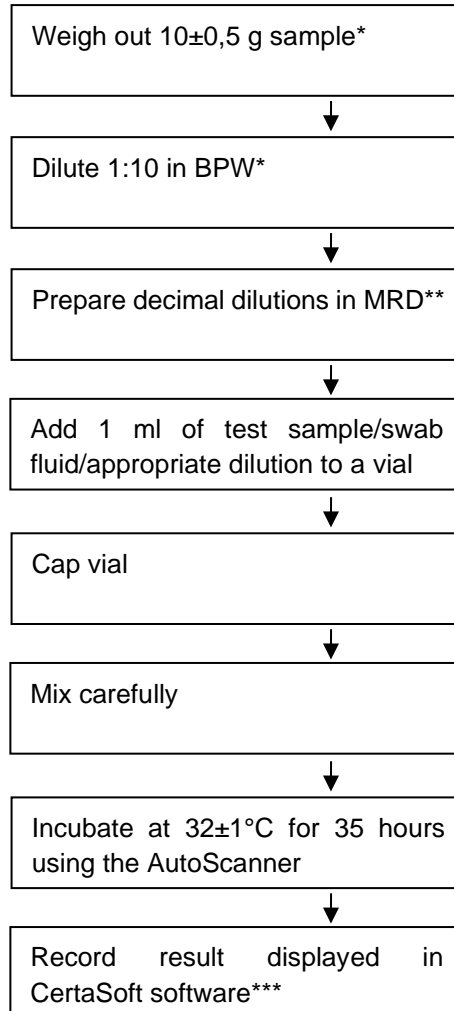 Weigh out 10±0,5 g sample*
Dilute 1:10 in BPW*
Prepare decimal dilutions in MRD**
Add 1 ml of test sample/swab
fluid/appropriate dilution to a vial
Cap vial
Mix carefully
Incubate at 32±1°C for 35 hours
using the AutoScanner
Record result displayed in
CertaSoft software***